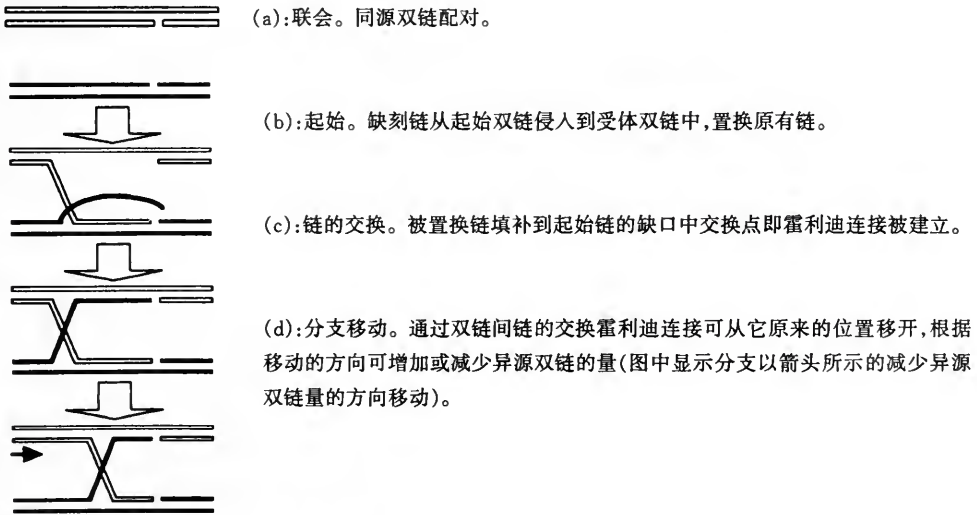 (a):联会。同源双链配对。
(b):起始。缺刻链从起始双链侵入到受体双链中,置换原有链。
(c):链的交换。被置换链填补到起始链的缺口中交换点即霍利迪连接被建立。
(d):分支移动。通过双链间链的交换霍利迪连接可从它原来的位置移开,根据
移动的方向可增加或减少异源双链的量(图中显示分支以箭头所示的减少异源
双链量的方向移动)。